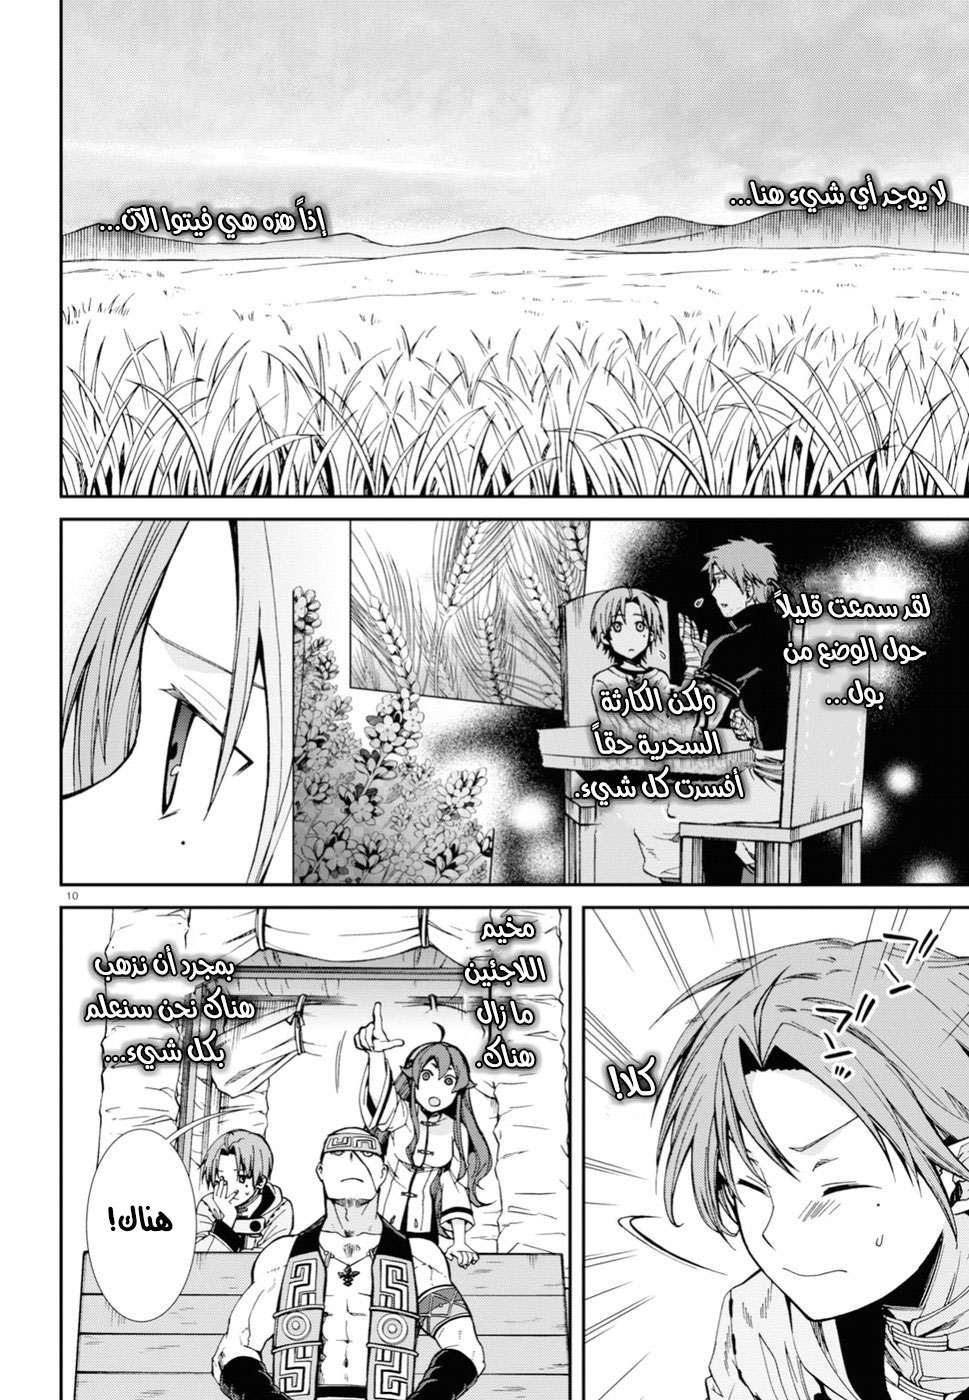 لا يوجد أي شيء هنا...
إذاً هذه هي فيتوا الآن...
لقد سمعت قليلاً
حول الوضع من
بول...
ولكن الكارثة
السحرية حقاً
أفسدت كل شيء.
10
كلا!
مخيم
اللاجئين
ما زال
هناك.
بمجرد أن نذهب
هناك نحن سنعلم
بكل شيء...
هناك!